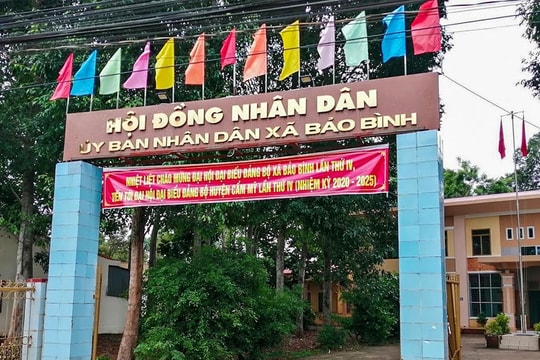 HỘI ĐỒNG NHÂN DÂN
ỦY BAN NHÂN DÂN XÃ BẢO BÌNH
NHIỆT LIỆT CHÀO MỪNG ĐẠI HỘI ĐẠI BIỂU ĐẢNG BỘ XÃ BẢO BÌNH LẦN THỨ IV,
TIẾN TỚI ĐẠI HỘI ĐẠI BIỂU ĐẢNG BỘ HUYỆN CẨM MỸ LẦN THỨ IV (NHIỆM KỲ 2020 - 2025)